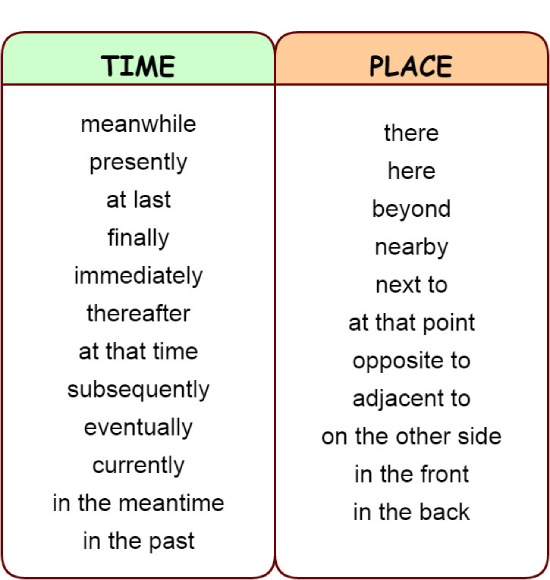 TIME
meanwhile
presently
at last
finally
immediately
thereafter
at that time
subsequently
eventually
currently
in the meantime
in the past
PLACE
there
here
beyond
nearby
next to
at that point
opposite to
adjacent to
on the other side
in the front
in the back